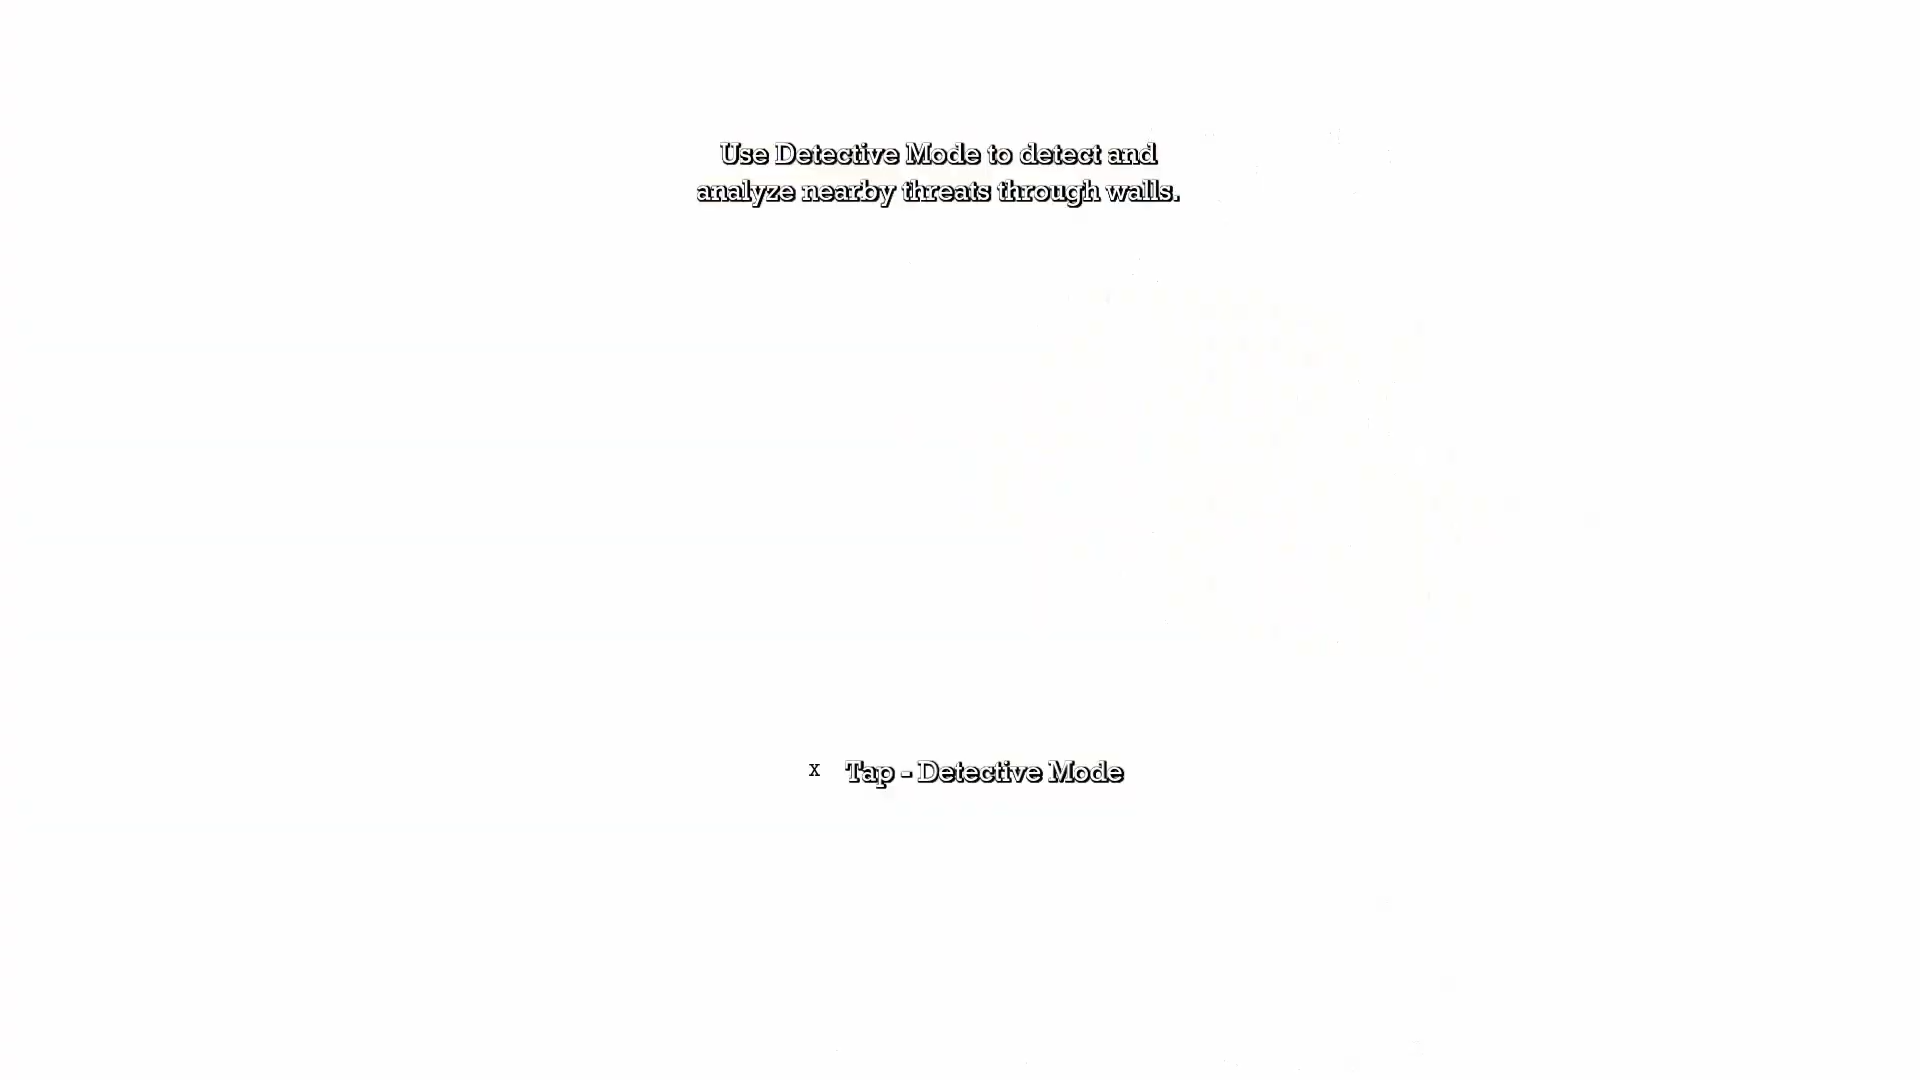 Use Detective Mode to detect and
analyze nearby threats through walls.
X Tap - Detective Mode